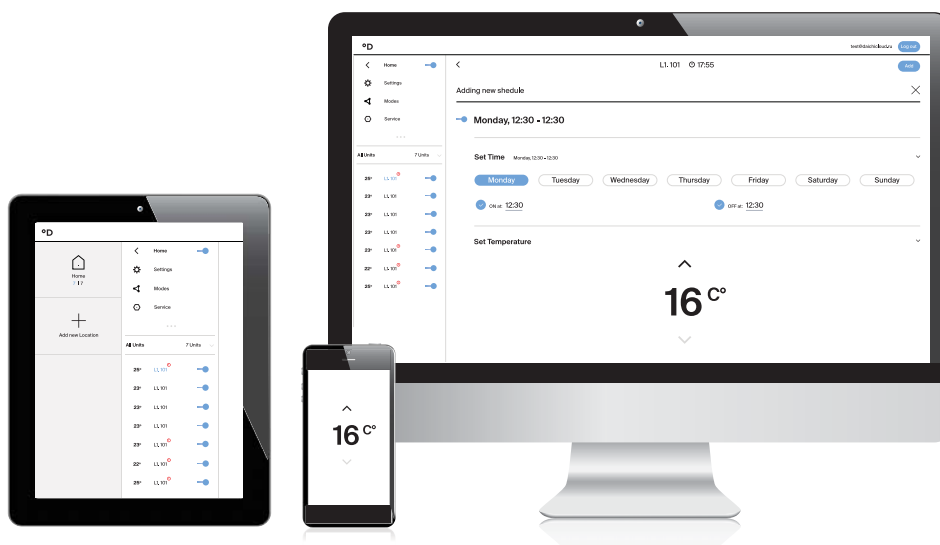 °D
test@daichicloud.ru Log out
Home
L1. 101 17:55
Add
Settings
Adding new shedule
Modes
Service
Monday, 12:30 - 12:30
...
All Units 7 Units
Set Time Monday, 12:30 - 12:30
25° L1. 101
Monday Tuesday Wednesday Thursday Friday Saturday Sunday
23° L1. 101
ON at: 12:30 OFF at: 12:30
23° L1. 101
23° L1. 101
Set Temperature
23° L1. 101
22° L1. 101
25° L1. 101
16 C°
°D
Home
Home
Settings
Modes
Service
...
Add new Location
All Units 7 Units
25° L1. 101
23° L1. 101
23° L1. 101
23° L1. 101
23° L1. 101
22° L1. 101
25° L1. 101
16 C°